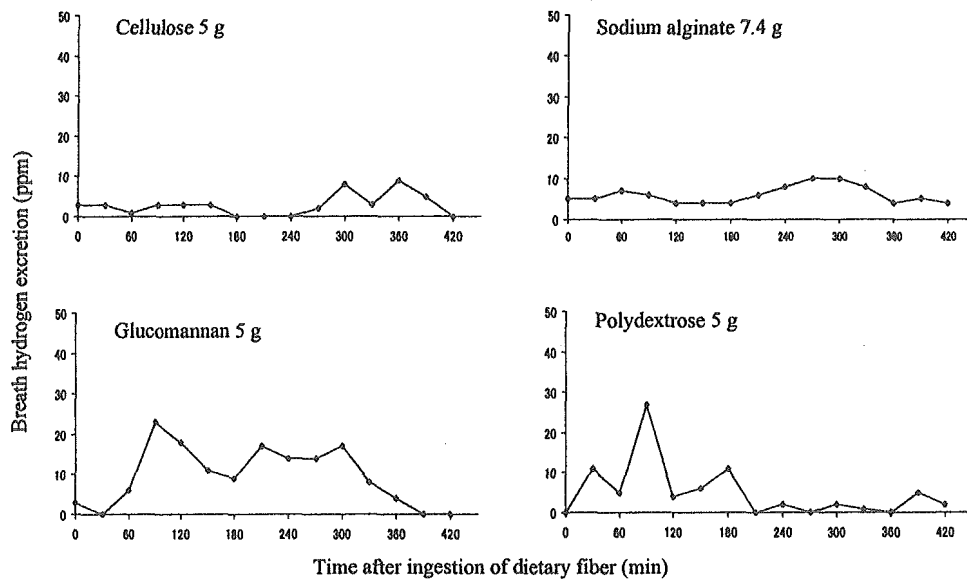 Cellulose 5 g
50
40
30
20
10
0
0 60 120 180 240 300 360 420
Sodium alginate 7.4 g
50
40
30
20
10
0
0 60 120 180 240 300 360 420
Breath hydrogen excretion (ppm)
Glucomannan 5 g
50
40
30
20
10
0
0 60 120 180 240 300 360 420
Polydextrose 5 g
50
40
30
20
10
0
0 60 120 180 240 300 360 420
Time after ingestion of dietary fiber (min)